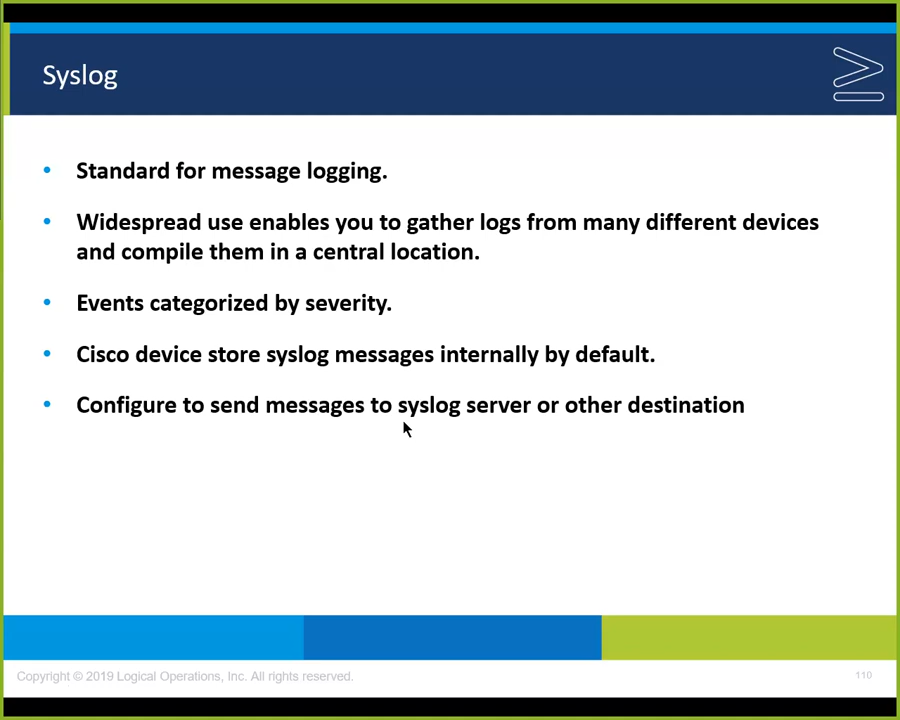 Syslog
• Standard for message logging.
• Widespread use enables you to gather logs from many different devices
and compile them in a central location.
• Events categorized by severity.
• Cisco device store syslog messages internally by default.
• Configure to send messages to syslog server or other destination
Copyright © 2019 Logical Operations, Inc. All rights reserved.
110